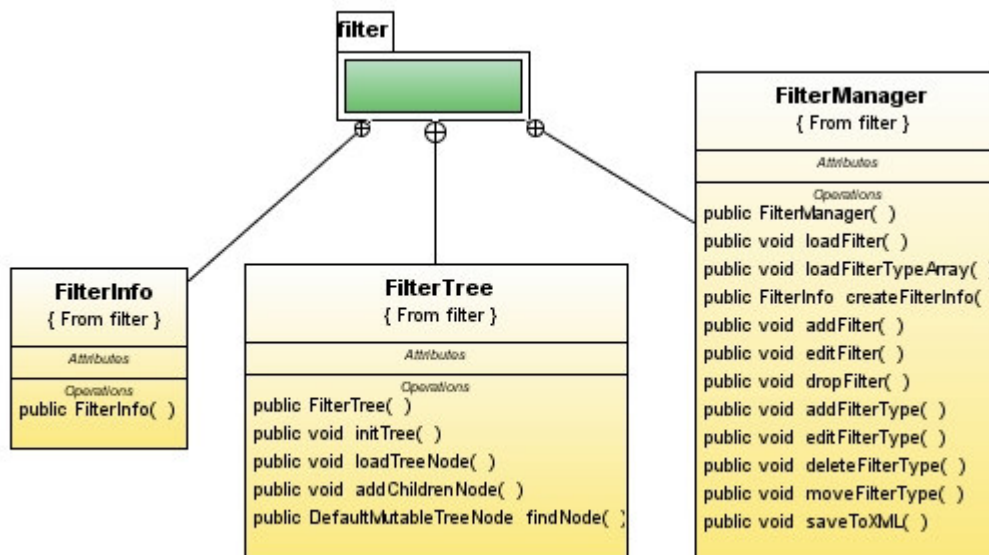 filter
FilterManager
{ From filter }
Attributes
Operations
public FilterManager( )
public void loadFilter( )
public void loadFilterTypeArray( )
public FilterInfo createFilterInfo(
public void addFilter( )
public void editFilter( )
public void dropFilter( )
public void addFilterType( )
public void editFilterType( )
public void deleteFilterType( )
public void moveFilterType( )
public void saveToXML( )
FilterInfo
{ From filter }
Attributes
Operations
public FilterInfo( )
FilterTree
{ From filter }
Attributes
Operations
public FilterTree( )
public void initTree( )
public void loadTreeNode( )
public void addChildrenNode( )
public DefaultMutableTreeNode findNode( )